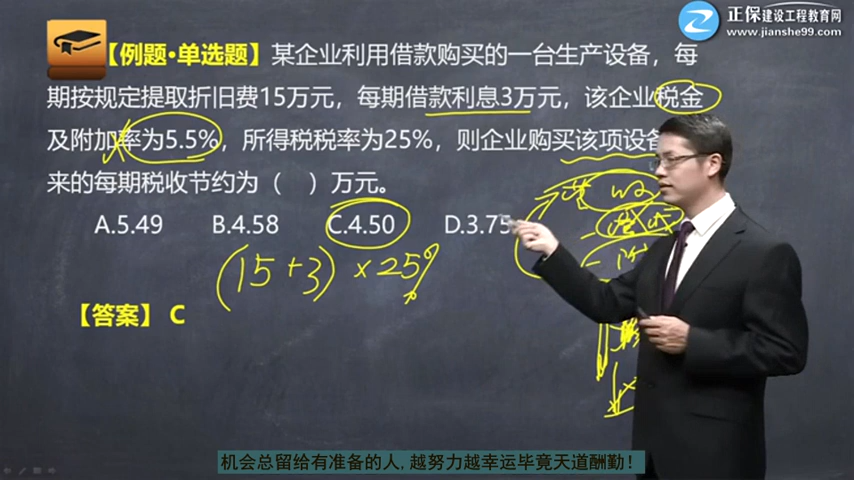 正保建设工程教育网
www.jianshe99.com
【例题•单选题】某企业利用借款购买的一台生产设备，每
期按规定提取折旧费15万元，每期借款利息3万元，该企业税金
及附加率为5.5%，所得税税率为25%，则企业购买该项设备
来的每期税收节约为（ ）万元。
A.5.49 B.4.58 C.4.50 D.3.75
(15+3)×25%
【答案】 C
机会总留给有准备的人,越努力越幸运毕竟天道酬勤！